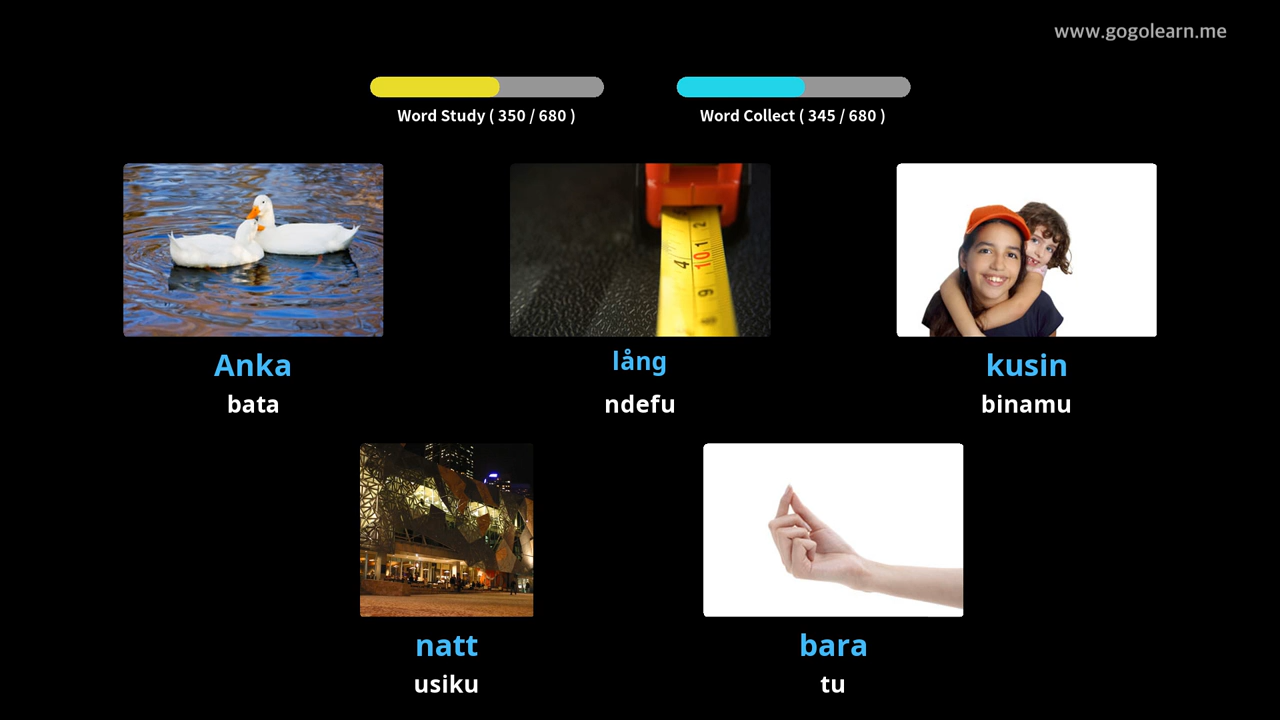 www.gogolearn.me
Word Study ( 350 / 680 )
Word Collect ( 345 / 680 )
Anka
bata
lång
ndefu
kusin
binamu
natt
usiku
bara
tu